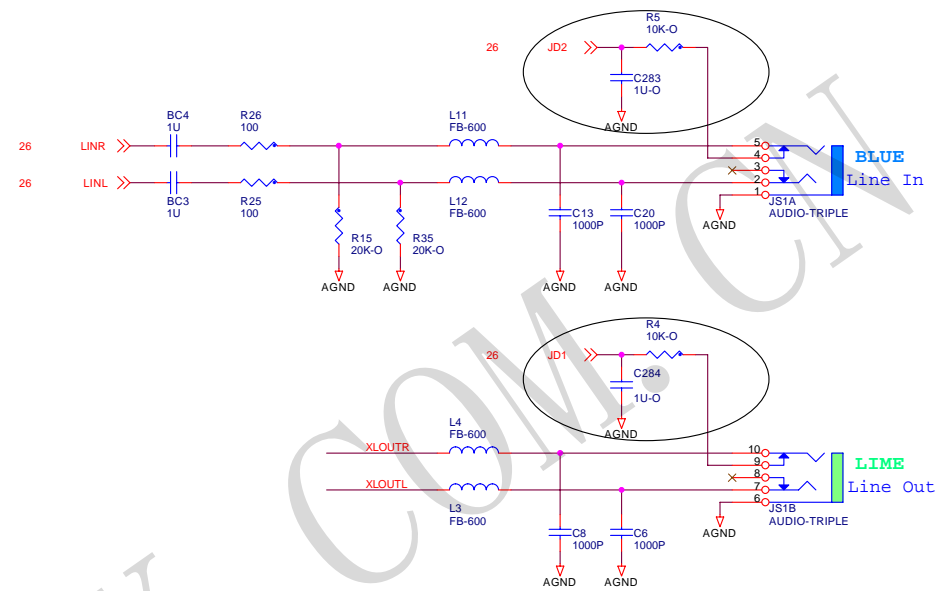 R5
10K-O
26 JD2
C283
1U-O
AGND
BC4
1U
R26
100
L11
FB-600
26 LINR
5
4
3
2
1
BLUE
Line In
26 LINL
BC3
1U
R25
100
L12
FB-600
JS1A
AUDIO-TRIPLE
AGND
R15
20K-O
R35
20K-O
C13
1000P
C20
1000P
AGND
AGND
AGND
AGND
R4
10K-O
26 JD1
C284
1U-O
AGND
L4
FB-600
XLOUTR
10
9
8
7
6
LIME
Line Out
XLOUTL
L3
FB-600
JS1B
AUDIO-TRIPLE
AGND
C8
1000P
C6
1000P
AGND
AGND
COM.CN